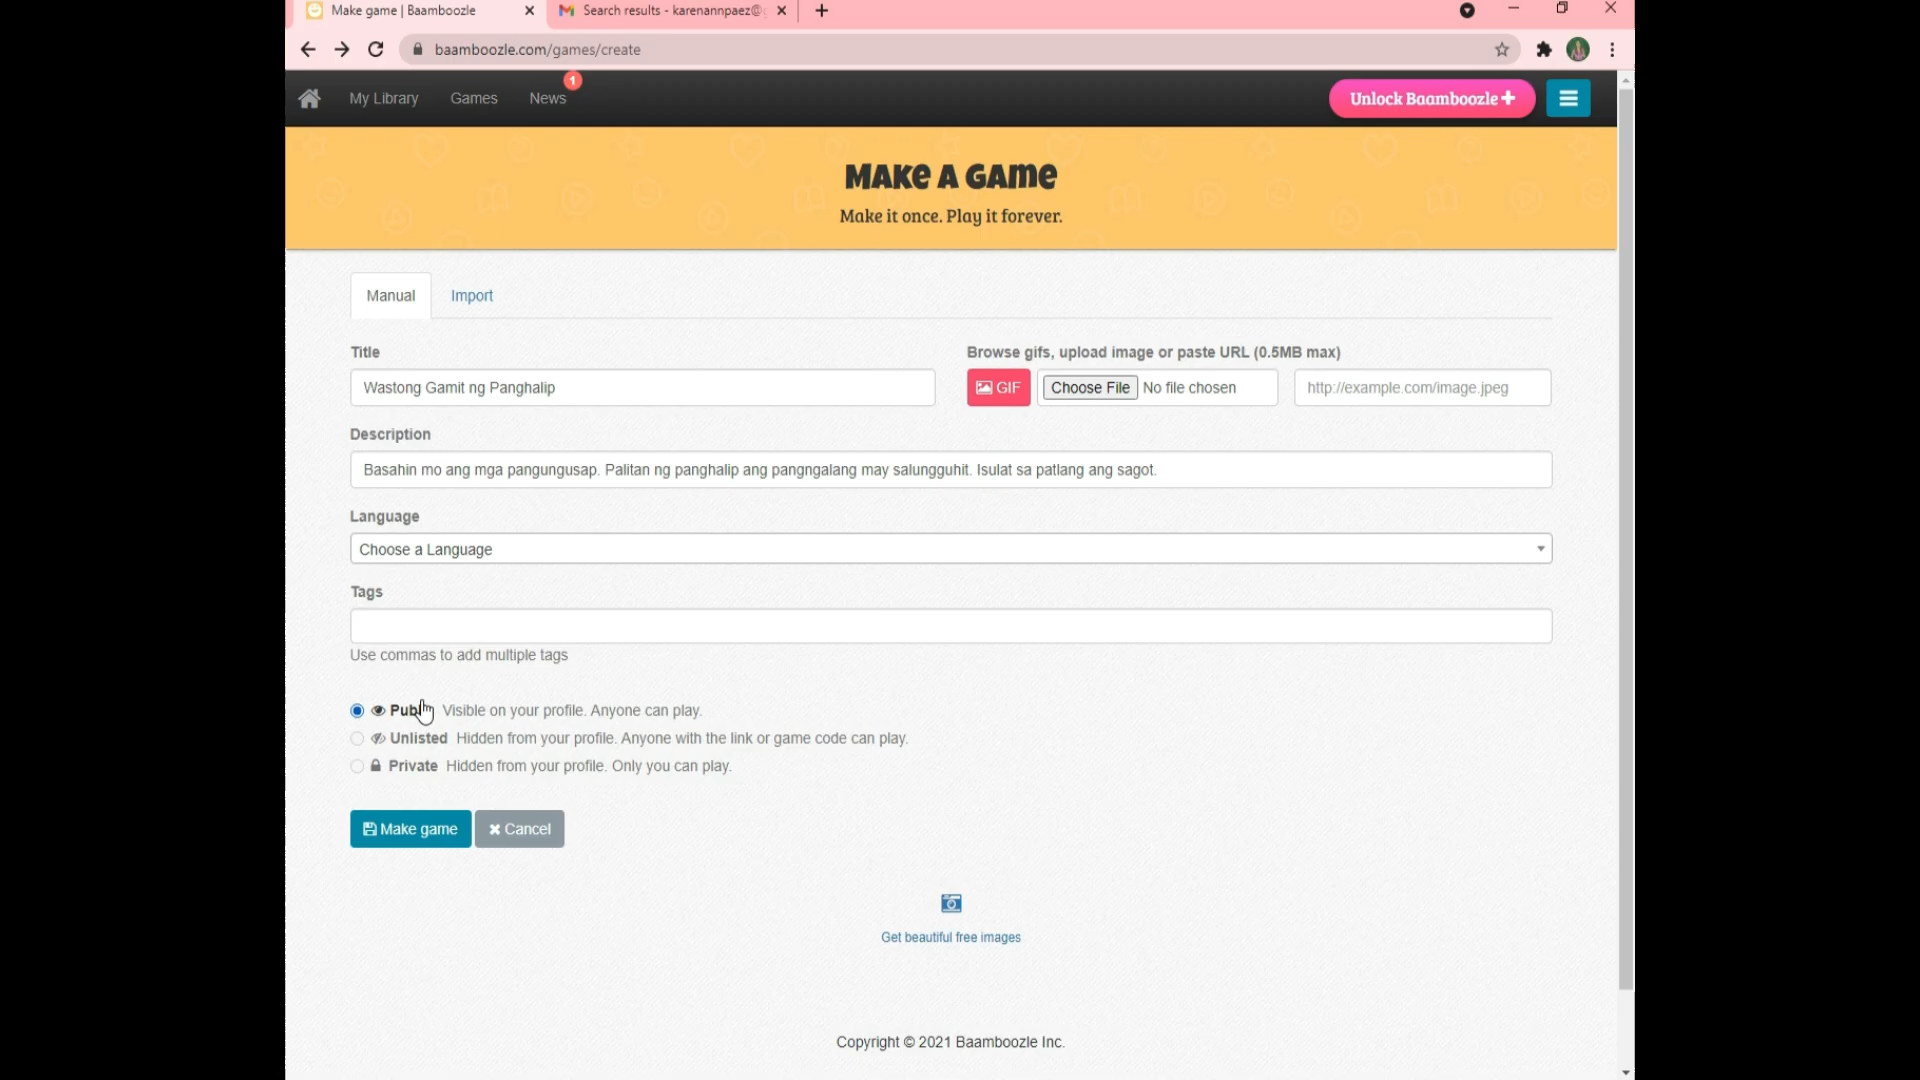 Make game | Baamboozle
Search results - karenannpaez@
baamboozle.com/games/create
My Library
Games
News
1
Unlock Baamboozle
Make a Game
Make it once. Play it forever.
Manual
Import
Title
Browse gifs, upload image or paste URL (0.5MB max)
Wastong Gamit ng Panghalip
GIF
Choose File No file chosen
http://example.com/image.jpeg
Description
Basahin mo ang mga pangungusap. Palitan ng panghalip ang pangngalang may salungguhit. Isulat sa patlang ang sagot.
Language
Choose a Language
Tags
Use commas to add multiple tags
Visible on your profile. Anyone can play.
Unlisted Hidden from your profile. Anyone with the link or game code can play.
Private Hidden from your profile. Only you can play.
Make game
Cancel
Get beautiful free images
Copyright © 2021 Baamboozle Inc.